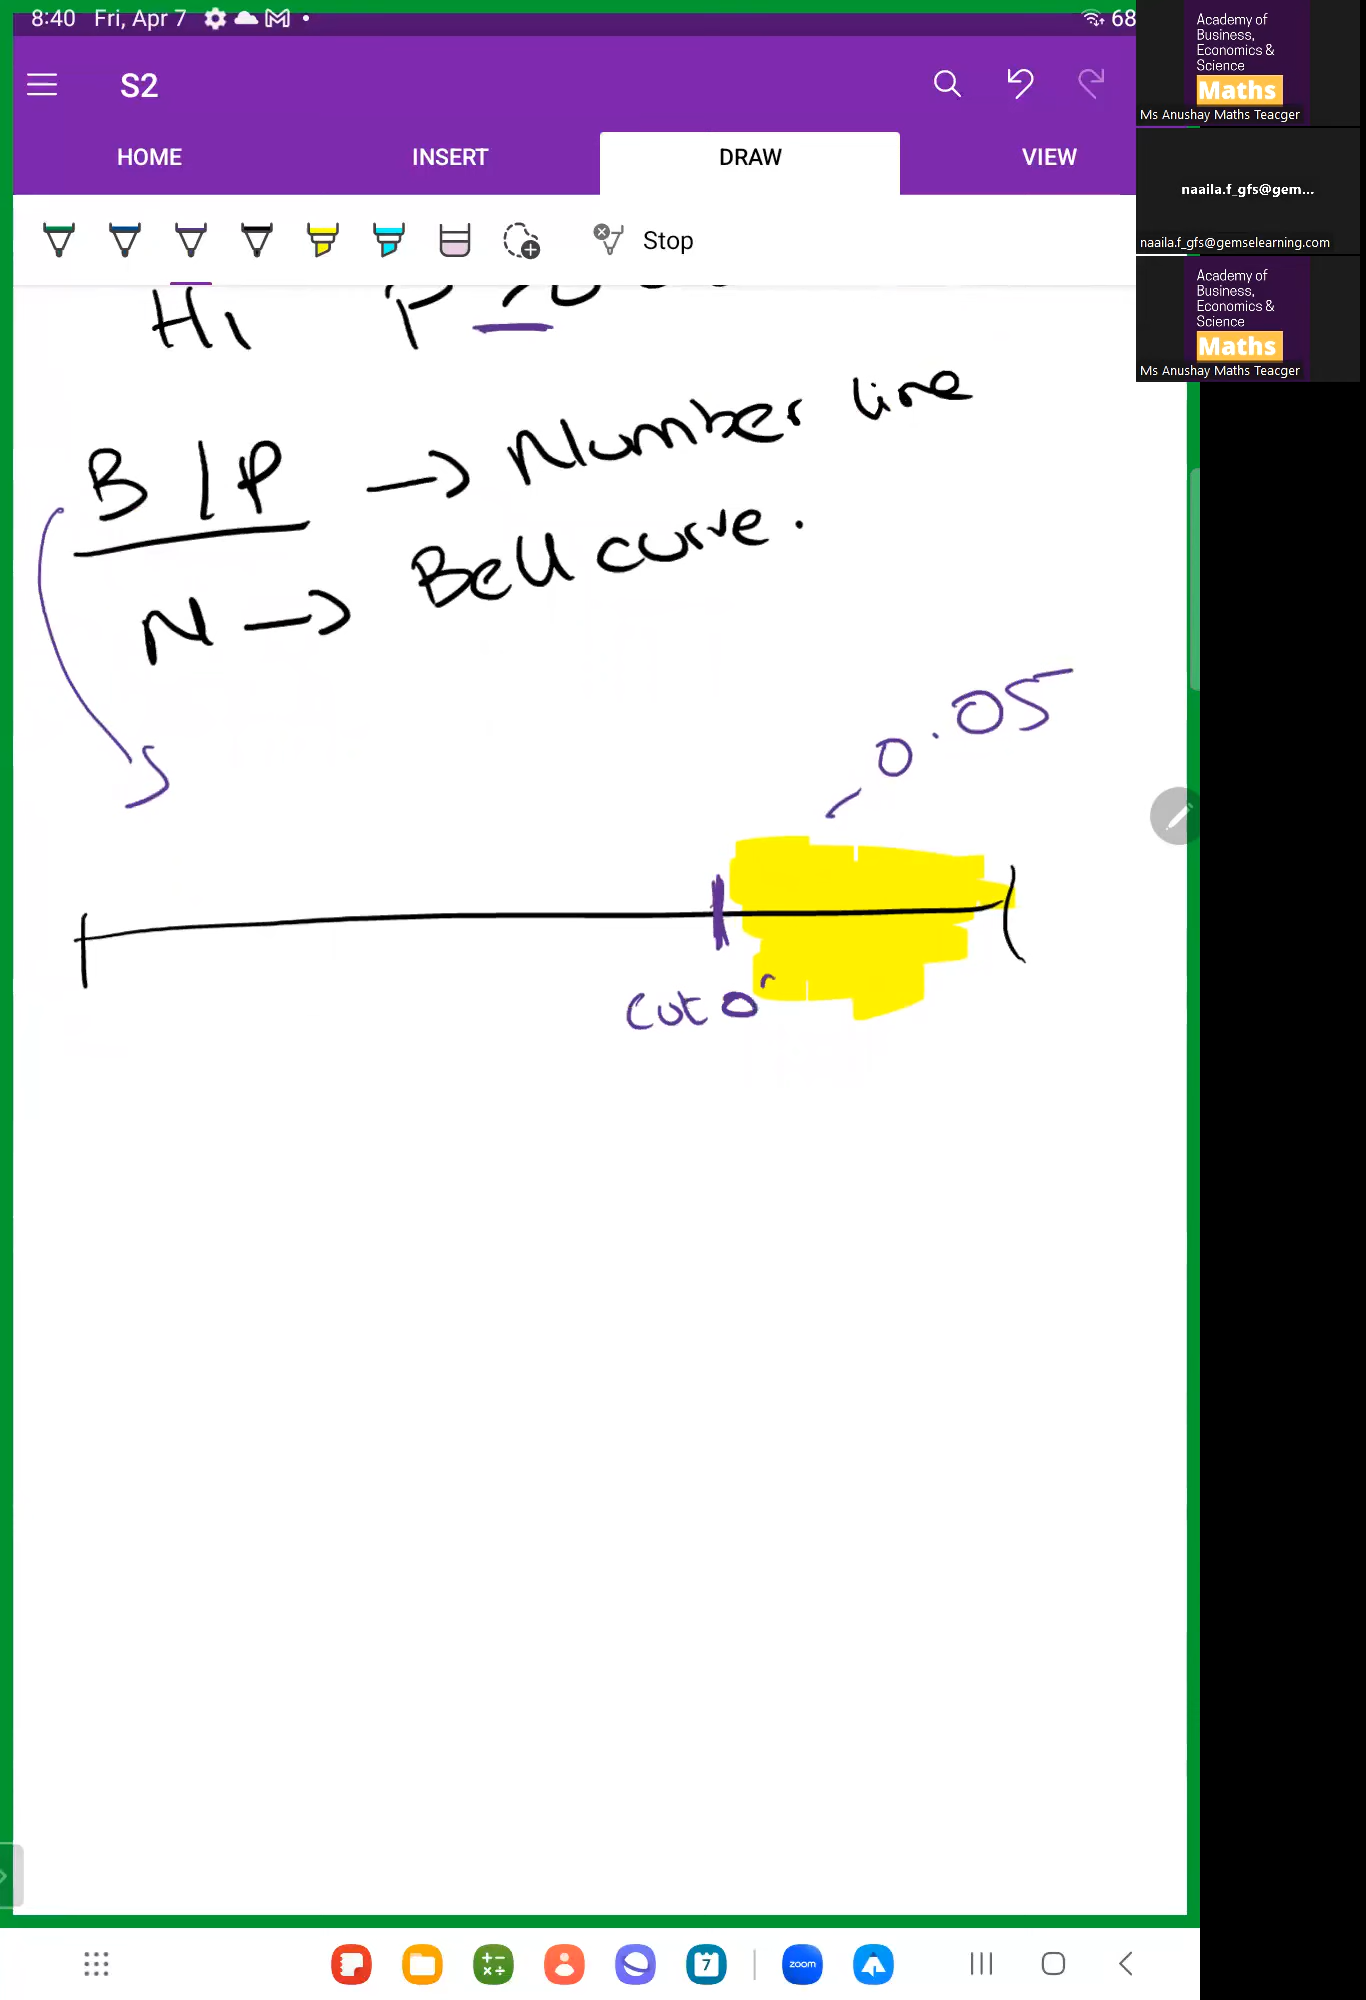 8:40 Fri, Apr 7
68
S2
HOME INSERT DRAW VIEW
Stop
Academy of
Business,
Economics &
Science
Maths
Ms Anushay Maths Teacger
naaila.f_gfs@gem...
naaila.f_gfs@gemselearning.com
Academy of
Business,
Economics &
Science
Maths
Ms Anushay Maths Teacger
H1 P >
B / P → Number line
N → Bell curve.
0.05
cut o
7
zoom